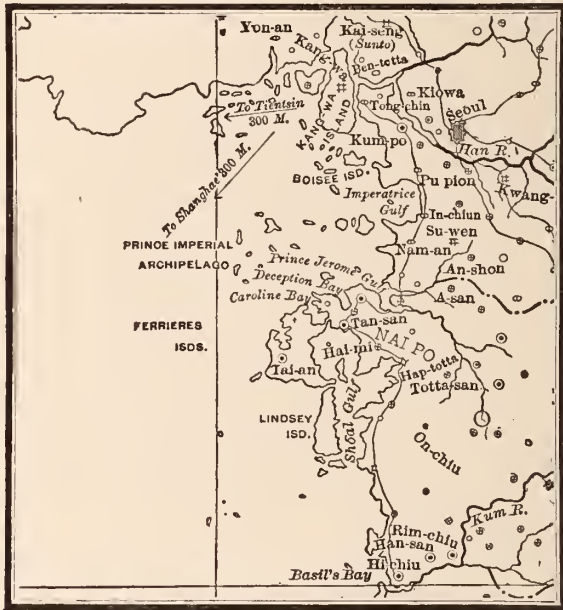 Yon-an
Kai-seng
(Sunto)
Kang-wa
Pen-totta
Kiowa
Seoul
To Tientsin
300 M.
Tong-chin
KANG-WA
ISLAND
Kum-po
Han R.
To Shanghae 300 M.
BOISEE ISD.
Pu pion
Kwang-
Imperatrice
Gulf
In-chiun
Su-wen
PRINCE IMPERIAL
ARCHIPELAGO
Nam-an
Prince Jerome Gulf
An-shon
Deception Bay
Caroline Bay
A-san
FERRIERES
ISDS.
Tan-san
NAI PO
Hai-mi
Tai-an
Hap-totta
Totta-san
LINDSEY
ISD.
Shoal Gulf
On-chiu
Kum R.
Rim-chiu
Han-san
Hi-chiu
Basil's Bay